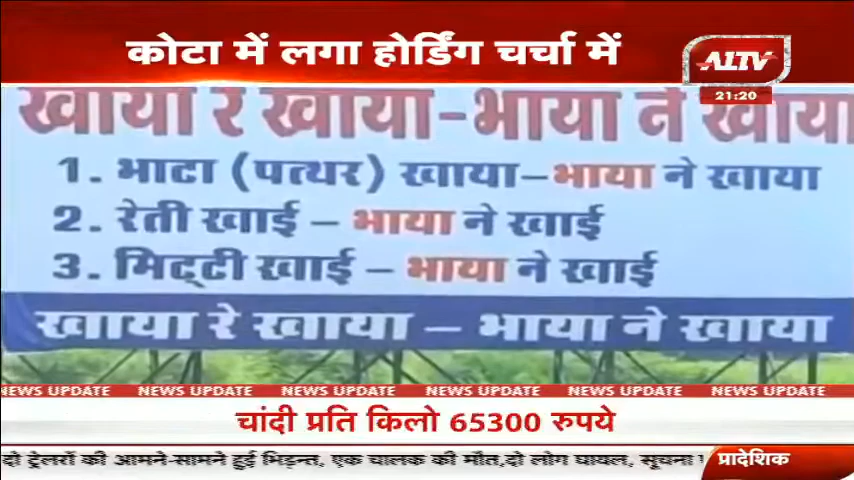 कोटा में लगा होर्डिंग चर्चा में
ALTV
21:20
खाया रे खाया-भाया ने खाया
1. भाटा (पत्थर) खाया-भाया ने खाया
2. रेती खाई - भाया ने खाई
3. मिट्टी खाई - भाया ने खाई
खाया रे खाया - भाया ने खाया
NEWS UPDATE NEWS UPDATE NEWS UPDATE NEWS UPDATE NEWS UPDATE NEWS UPDATE
चांदी प्रति किलो 65300 रुपये
दो ट्रेलरों की आमने-सामने हुई भिड़न्त, एक चालक की मौत,दो लोग घायल, सूचना
प्रादेशिक